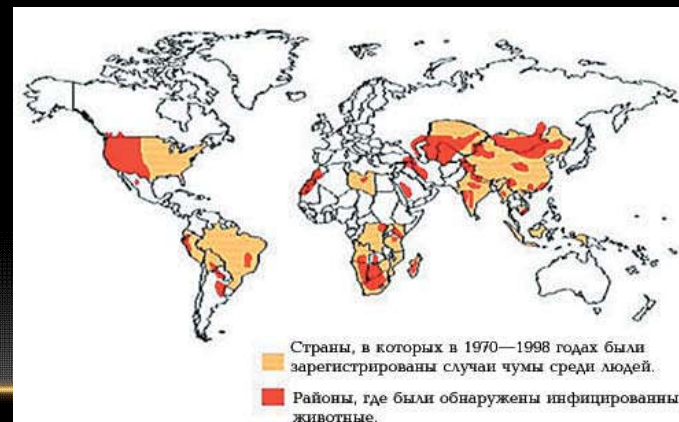 Страны, в которых в 1970—1998 годах были
зарегистрированы случаи чумы среди людей.
Районы, где были обнаружены инфицированны
животные.